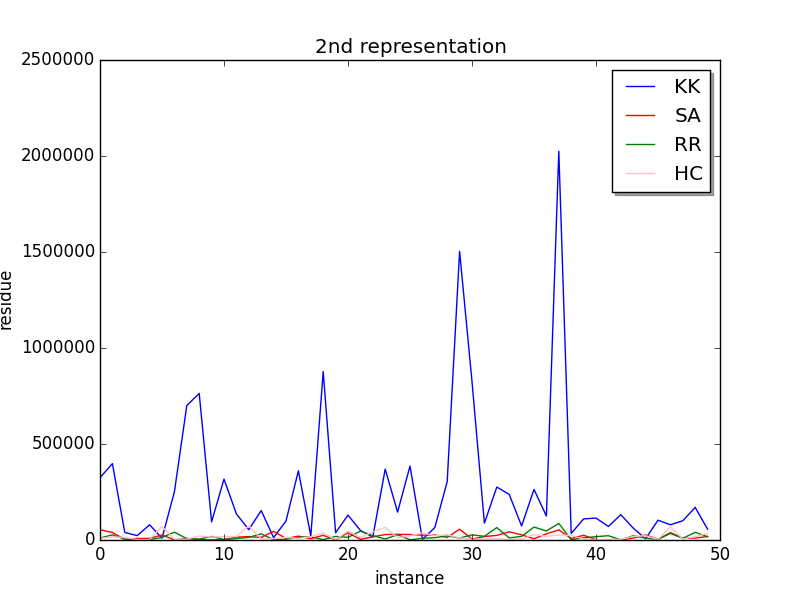 2nd representation
2500000
2000000
1500000
1000000
500000
0
residue
0 10 20 30 40 50
instance
KK
SA
RR
HC